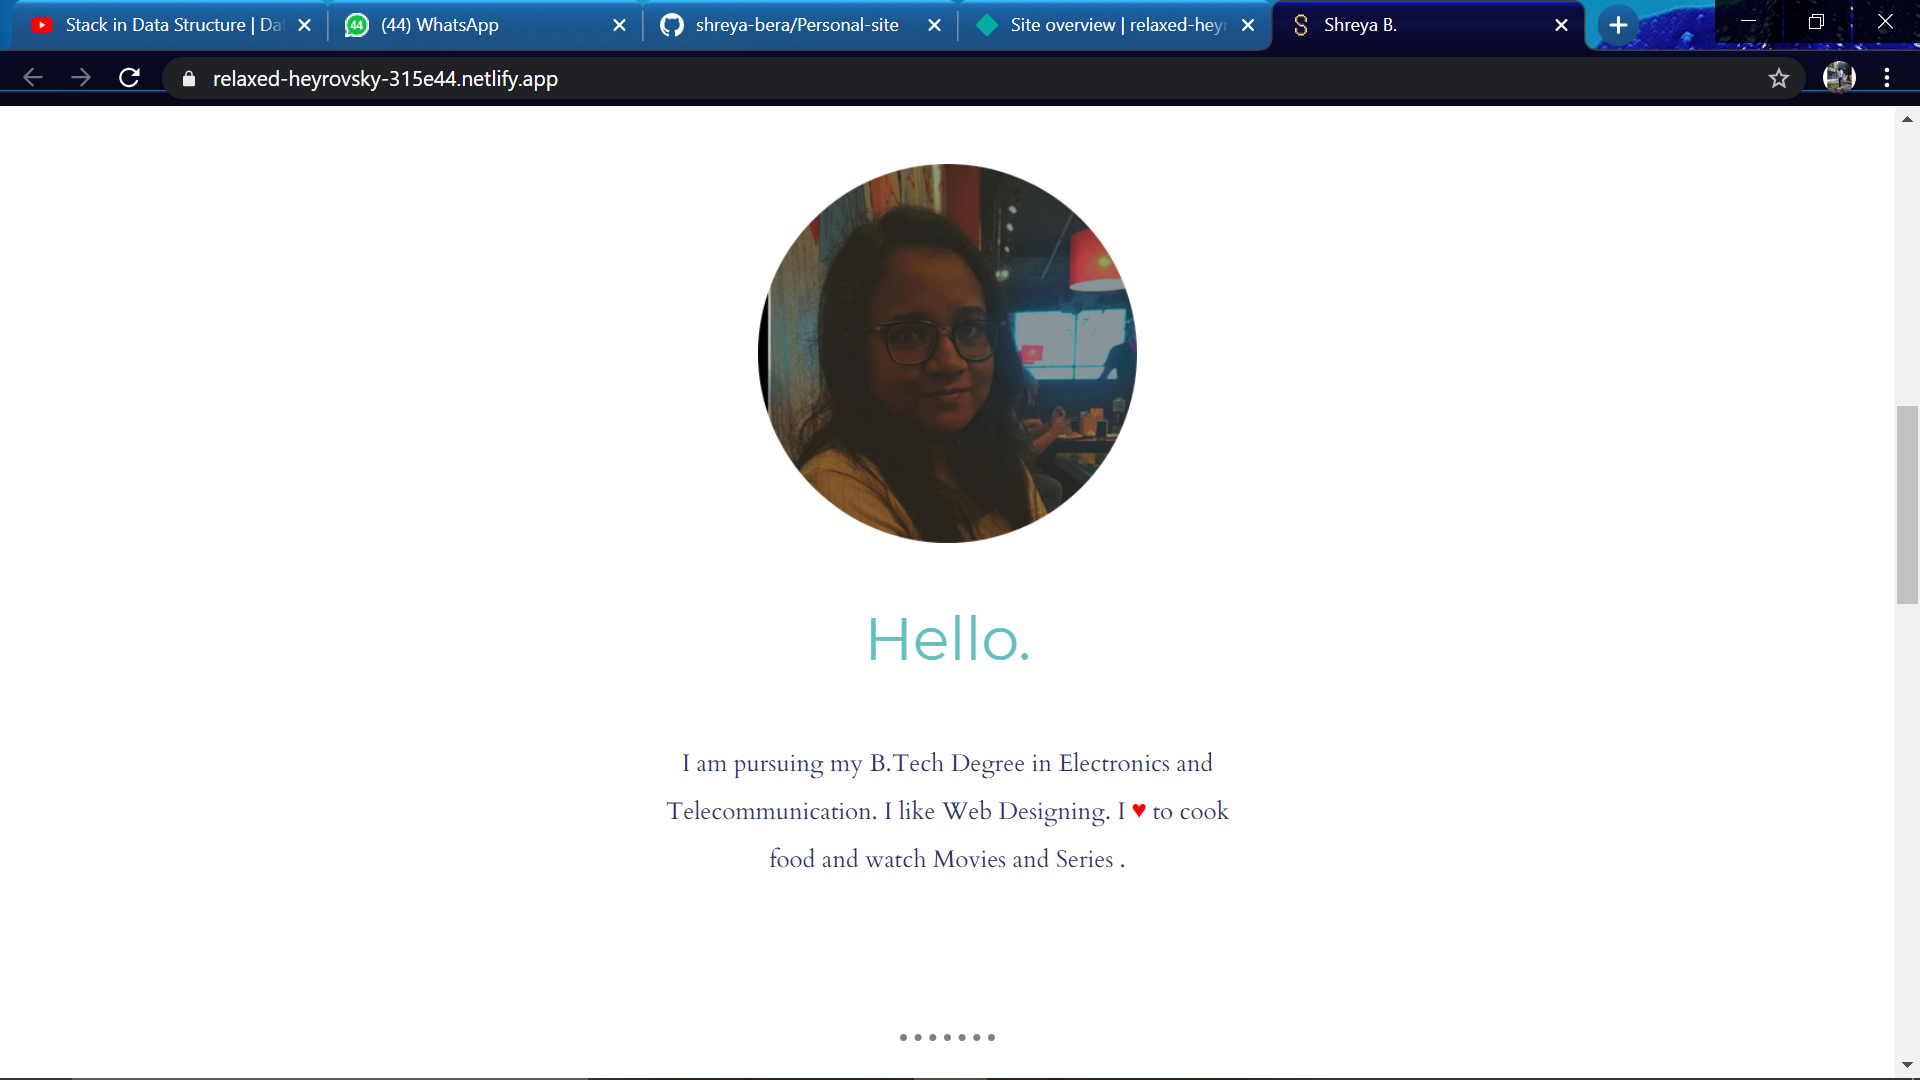 Stack in Data Structure | Da
44
(44) WhatsApp
shreya-bera/Personal-site
Site overview | relaxed-heyr
S
Shreya B.
relaxed-heyrovsky-315e44.netlify.app
Hello.
I am pursuing my B.Tech Degree in Electronics and
Telecommunication. I like Web Designing. I ♥ to cook
food and watch Movies and Series .